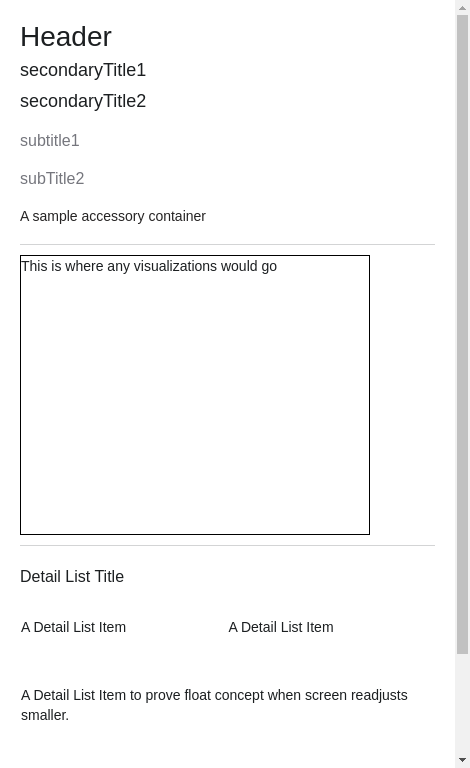 Header
secondaryTitle1
secondaryTitle2
subtitle1
subTitle2
A sample accessory container
This is where any visualizations would go
Detail List Title
A Detail List Item
A Detail List Item
A Detail List Item to prove float concept when screen readjusts
smaller.